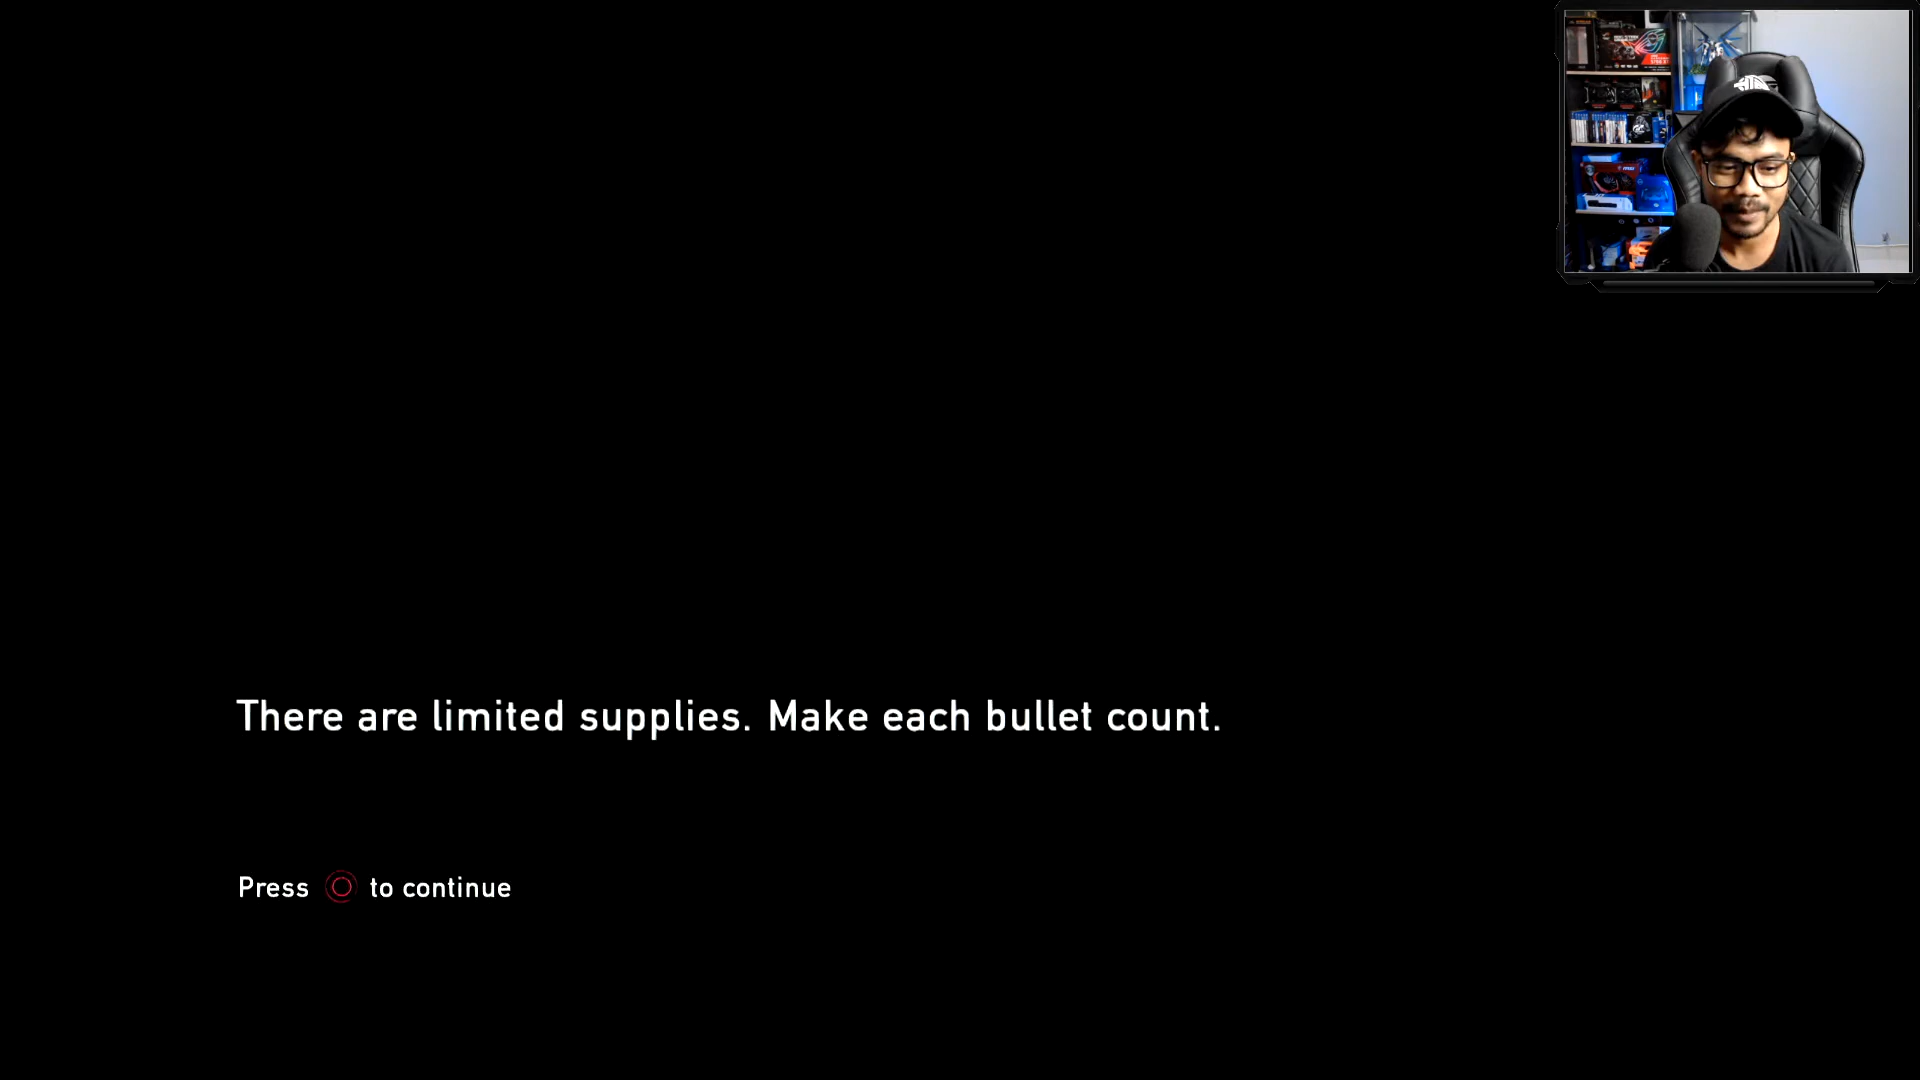 There are limited supplies. Make each bullet count.
Press to continue